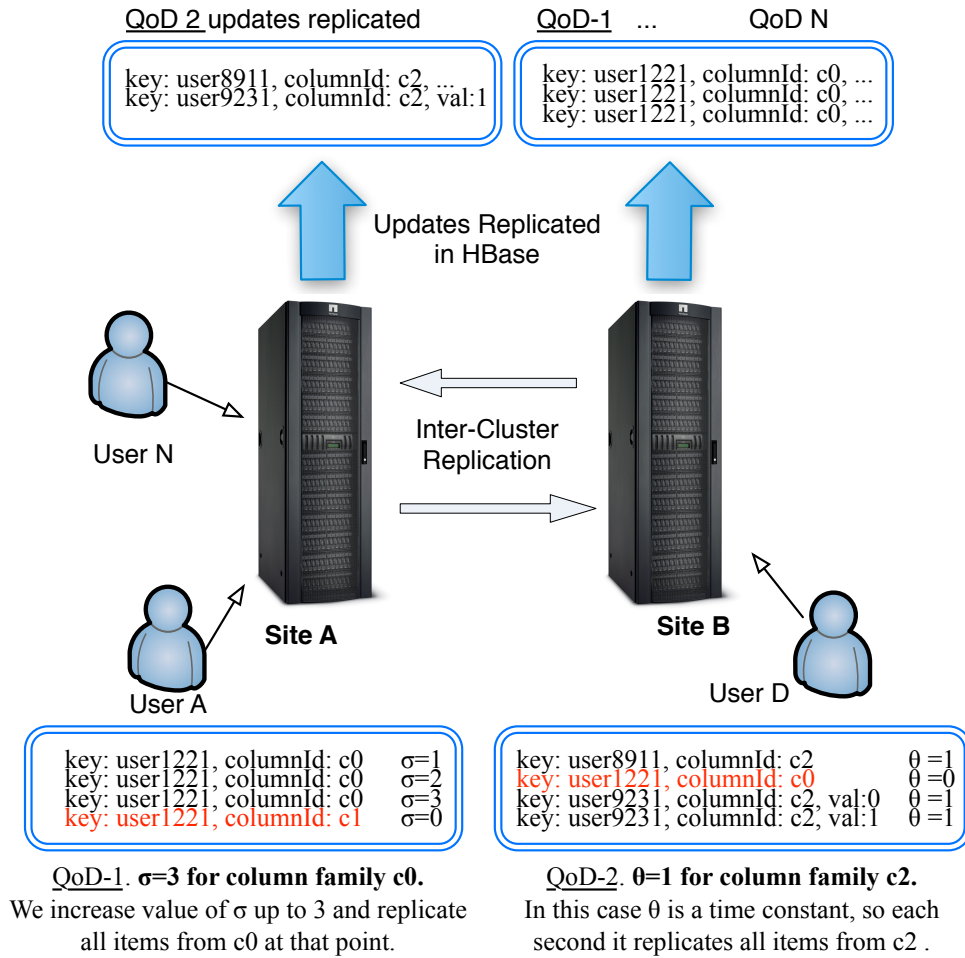 QoD 2 updates replicated
QoD-1 ... QoD N
key: user8911, columnId: c2, ...
key: user9231, columnId: c2, val:1
key: user1221, columnId: c0, ...
key: user1221, columnId: c0, ...
key: user1221, columnId: c0, ...
Updates Replicated
in HBase
User N
Inter-Cluster
Replication
Site A
Site B
User A
User D
key: user1221, columnId: c0 σ=1
key: user1221, columnId: c0 σ=2
key: user1221, columnId: c0 σ=3
key: user1221, columnId: c1 σ=0
key: user8911, columnId: c2 θ =1
key: user1221, columnId: c0 θ =0
key: user9231, columnId: c2, val:0 θ =1
key: user9231, columnId: c2, val:1 θ =1
QoD-1. σ=3 for column family c0.
We increase value of σ up to 3 and replicate
all items from c0 at that point.
QoD-2. θ=1 for column family c2.
In this case θ is a time constant, so each
second it replicates all items from c2 .